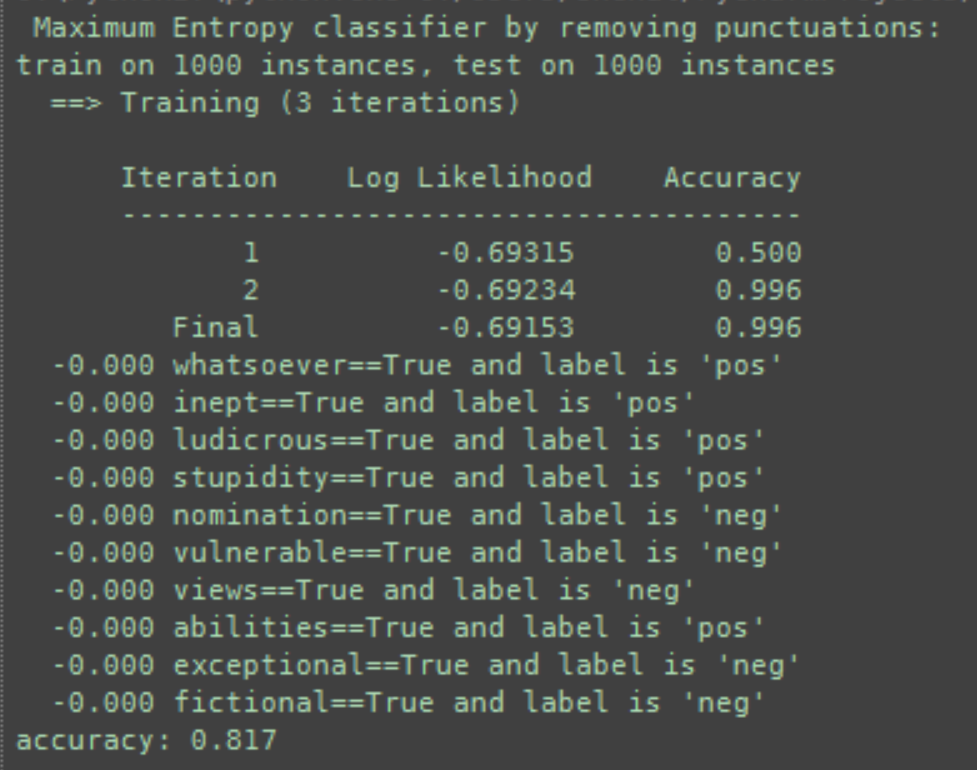 Maximum Entropy classifier by removing punctuations:
train on 1000 instances, test on 1000 instances
==> Training (3 iterations)
Iteration    Log Likelihood    Accuracy
---------------------------------------
1    -0.69315    0.500
2    -0.69234    0.996
Final    -0.69153    0.996
-0.000 whatsoever==True and label is 'pos'
-0.000 inept==True and label is 'pos'
-0.000 ludicrous==True and label is 'pos'
-0.000 stupidity==True and label is 'pos'
-0.000 nomination==True and label is 'neg'
-0.000 vulnerable==True and label is 'neg'
-0.000 views==True and label is 'neg'
-0.000 abilities==True and label is 'pos'
-0.000 exceptional==True and label is 'neg'
-0.000 fictional==True and label is 'neg'
accuracy: 0.817